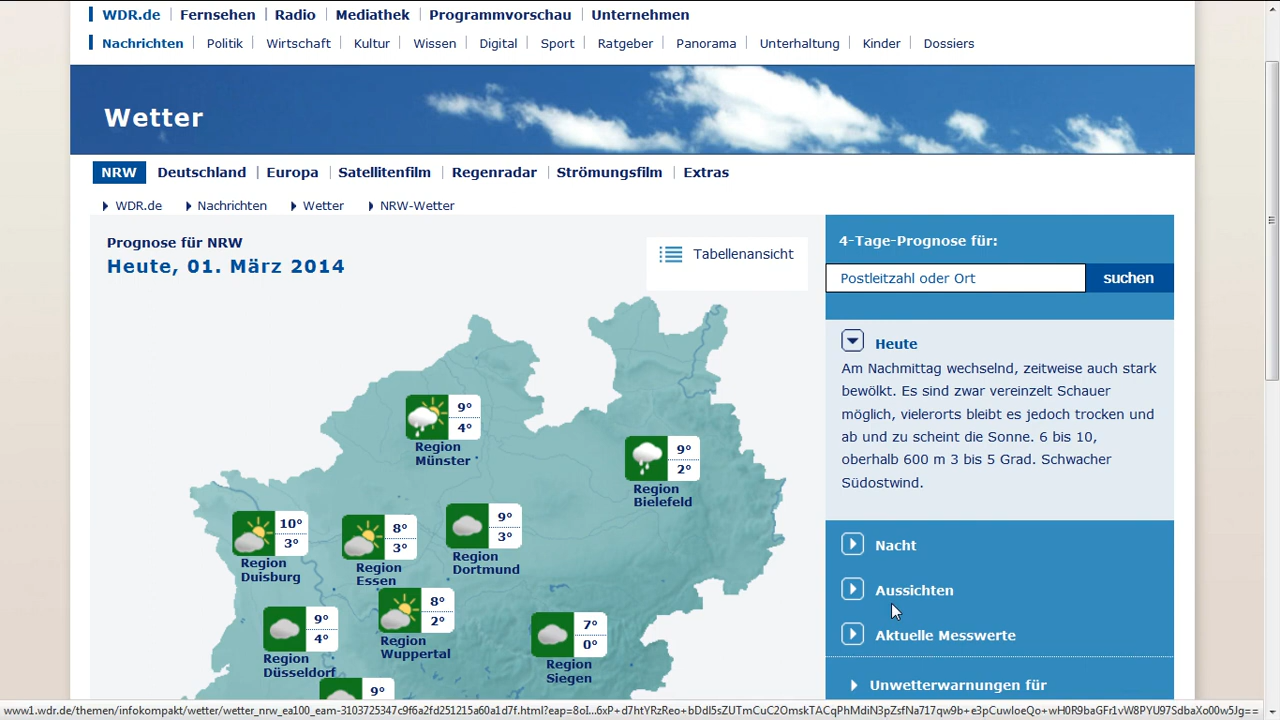 WDR.de Fernsehen Radio Mediathek Programmvorschau Unternehmen
Nachrichten Politik Wirtschaft Kultur Wissen Digital Sport Ratgeber Panorama Unterhaltung Kinder Dossiers
Wetter
NRW Deutschland Europa Satellitenfilm Regenradar Strömungsfilm Extras
WDR.de Nachrichten Wetter NRW-Wetter
Prognose für NRW
Heute, 01. März 2014
Tabellenansicht
9°
4°
Region
Münster
9°
2°
Region
Bielefeld
10°
3°
Region
Duisburg
8°
3°
Region
Essen
9°
3°
Region
Dortmund
8°
2°
Region
Wuppertal
9°
4°
Region
Düsseldorf
7°
0°
Region
Siegen
9°
4-Tage-Prognose für:
Postleitzahl oder Ort suchen
Heute
Am Nachmittag wechselnd, zeitweise auch stark
bewölkt. Es sind zwar vereinzelt Schauer
möglich, vielerorts bleibt es jedoch trocken und
ab und zu scheint die Sonne. 6 bis 10,
oberhalb 600 m 3 bis 5 Grad. Schwacher
Südostwind.
Nacht
Aussichten
Aktuelle Messwerte
Unwetterwarnungen für